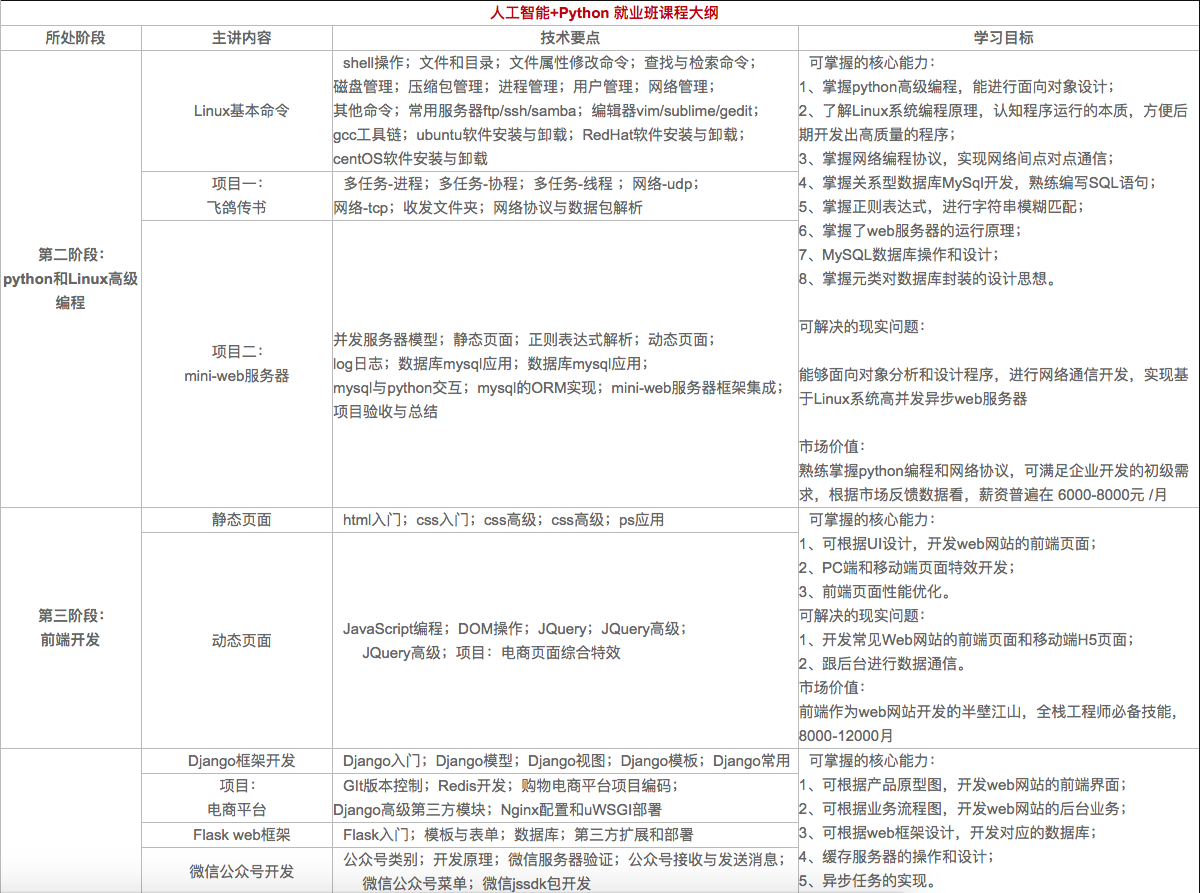 人工智能+Python 就业班课程大纲
所处阶段
主讲内容
技术要点
学习目标
第二阶段：
python和Linux高级
编程
Linux基本命令
shell操作；文件和目录；文件属性修改命令；查找与检索命令；
磁盘管理；压缩包管理；进程管理；用户管理；网络管理；
其他命令；常用服务器ftp/ssh/samba；编辑器vim/sublime/gedit；
gcc工具链；ubuntu软件安装与卸载；RedHat软件安装与卸载；
centOS软件安装与卸载
项目一：
飞鸽传书
多任务-进程；多任务-协程；多任务-线程 ；网络-udp；
网络-tcp；收发文件夹；网络协议与数据包解析
项目二：
mini-web服务器
并发服务器模型；静态页面；正则表达式解析；动态页面；
log日志；数据库mysql应用；数据库mysql应用；
mysql与python交互；mysql的ORM实现；mini-web服务器框架集成；
项目验收与总结
可掌握的核心能力：
1、掌握python高级编程，能进行面向对象设计；
2、了解Linux系统编程原理，认知程序运行的本质，方便后
期开发出高质量的程序；
3、掌握网络编程协议，实现网络间点对点通信；
4、掌握关系型数据库MySql开发，熟练编写SQL语句；
5、掌握正则表达式，进行字符串模糊匹配；
6、掌握了web服务器的运行原理；
7、MySQL数据库操作和设计；
8、掌握元类对数据库封装的设计思想。
可解决的现实问题：
能够面向对象分析和设计程序，进行网络通信开发，实现基
于Linux系统高并发异步web服务器
市场价值：
熟练掌握python编程和网络协议，可满足企业开发的初级需
求，根据市场反馈数据看，薪资普遍在 6000-8000元 /月
第三阶段：
前端开发
静态页面
html入门；css入门；css高级；css高级；ps应用
动态页面
JavaScript编程；DOM操作；JQuery；JQuery高级；
JQuery高级；项目：电商页面综合特效
可掌握的核心能力：
1、可根据UI设计，开发web网站的前端页面；
2、PC端和移动端页面特效开发；
3、前端页面性能优化。
可解决的现实问题：
1、开发常见Web网站的前端页面和移动端H5页面；
2、跟后台进行数据通信。
市场价值：
前端作为web网站开发的半壁江山，全栈工程师必备技能，
8000-12000月
Django框架开发
Django入门；Django模型；Django视图；Django模板；Django常用
项目：
电商平台
GIt版本控制；Redis开发；购物电商平台项目编码；
Django高级第三方模块；Nginx配置和uWSGI部署
Flask web框架
Flask入门；模板与表单；数据库；第三方扩展和部署
微信公众号开发
公众号类别；开发原理；微信服务器验证；公众号接收与发送消息；
微信公众号菜单；微信jssdk包开发
可掌握的核心能力：
1、可根据产品原型图，开发web网站的前端界面；
2、可根据业务流程图，开发web网站的后台业务；
3、可根据web框架设计，开发对应的数据库；
4、缓存服务器的操作和设计；
5、异步任务的实现。